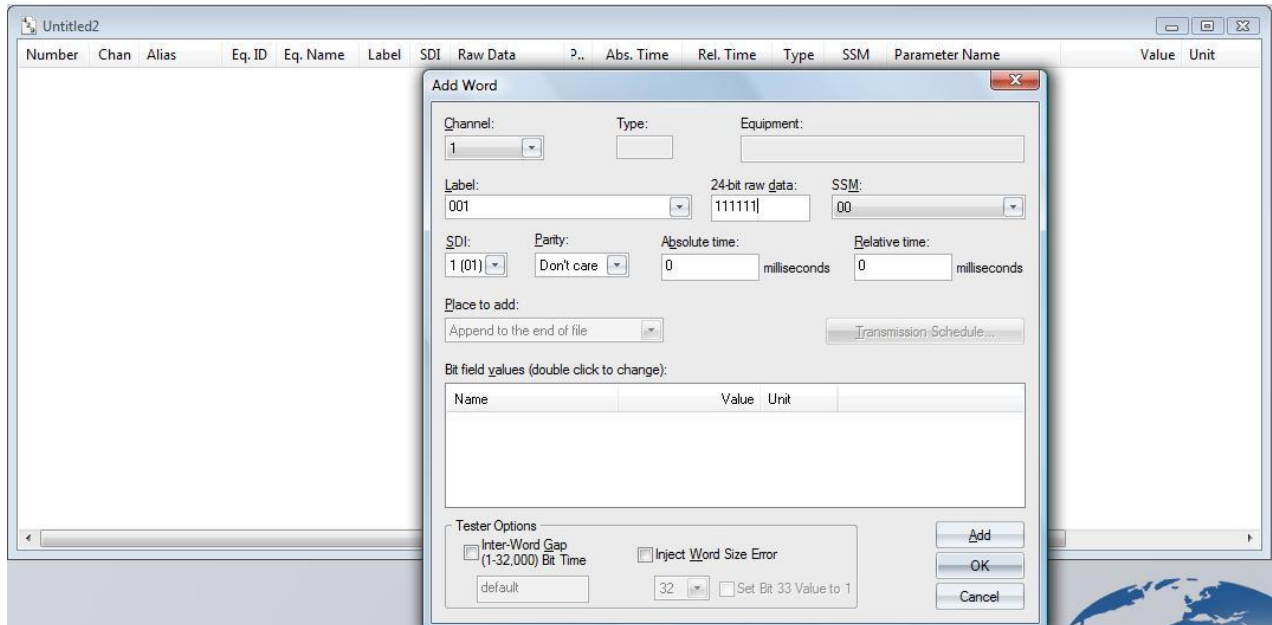 Untitled2
Number Chan Alias Eq. ID Eq. Name Label SDI Raw Data P.. Abs. Time Rel. Time Type SSM Parameter Name Value Unit
Add Word
Channel: Type: Equipment:
1
Label: 24-bit raw data: SSM:
001 111111 00
SDI: Parity: Absolute time: Relative time:
1 (01) Don't care 0 milliseconds 0 milliseconds
Place to add:
Append to the end of file Transmission Schedule...
Bit field values (double click to change):
Name Value Unit
Tester Options
Inter-Word Gap
(1-32,000) Bit Time Inject Word Size Error
default 32 Set Bit 33 Value to 1
Add
OK
Cancel